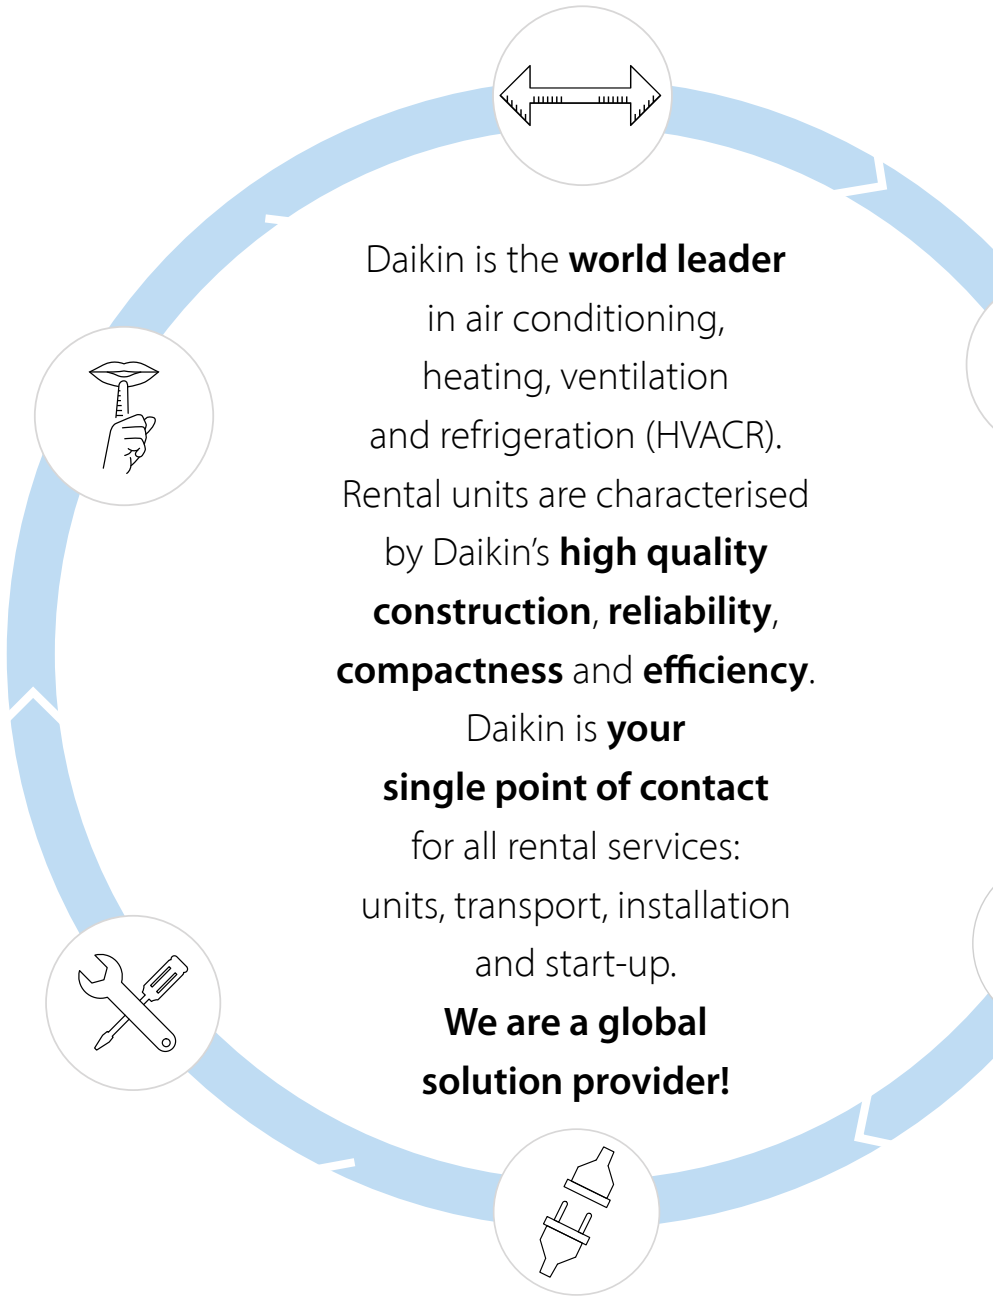 Daikin is the world leader
in air conditioning,
heating, ventilation
and refrigeration (HVACR).
Rental units are characterised
by Daikin’s high quality
construction, reliability,
compactness and efficiency.
Daikin is your
single point of contact
for all rental services:
units, transport, installation
and start-up.
We are a global
solution provider!